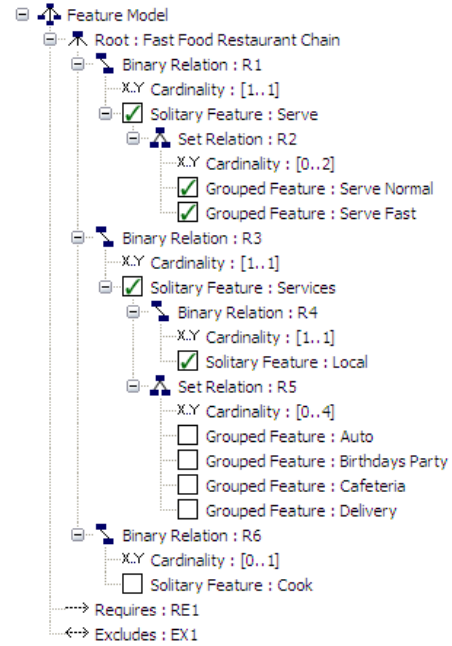 Feature Model
Root : Fast Food Restaurant Chain
Binary Relation : R1
X..Y Cardinality : [1..1]
Solitary Feature : Serve
Set Relation : R2
X..Y Cardinality : [0..2]
Grouped Feature : Serve Normal
Grouped Feature : Serve Fast
Binary Relation : R3
X..Y Cardinality : [1..1]
Solitary Feature : Services
Binary Relation : R4
X..Y Cardinality : [1..1]
Solitary Feature : Local
Set Relation : R5
X..Y Cardinality : [0..4]
Grouped Feature : Auto
Grouped Feature : Birthdays Party
Grouped Feature : Cafeteria
Grouped Feature : Delivery
Binary Relation : R6
X..Y Cardinality : [0..1]
Solitary Feature : Cook
Requires : RE1
Excludes : EX1